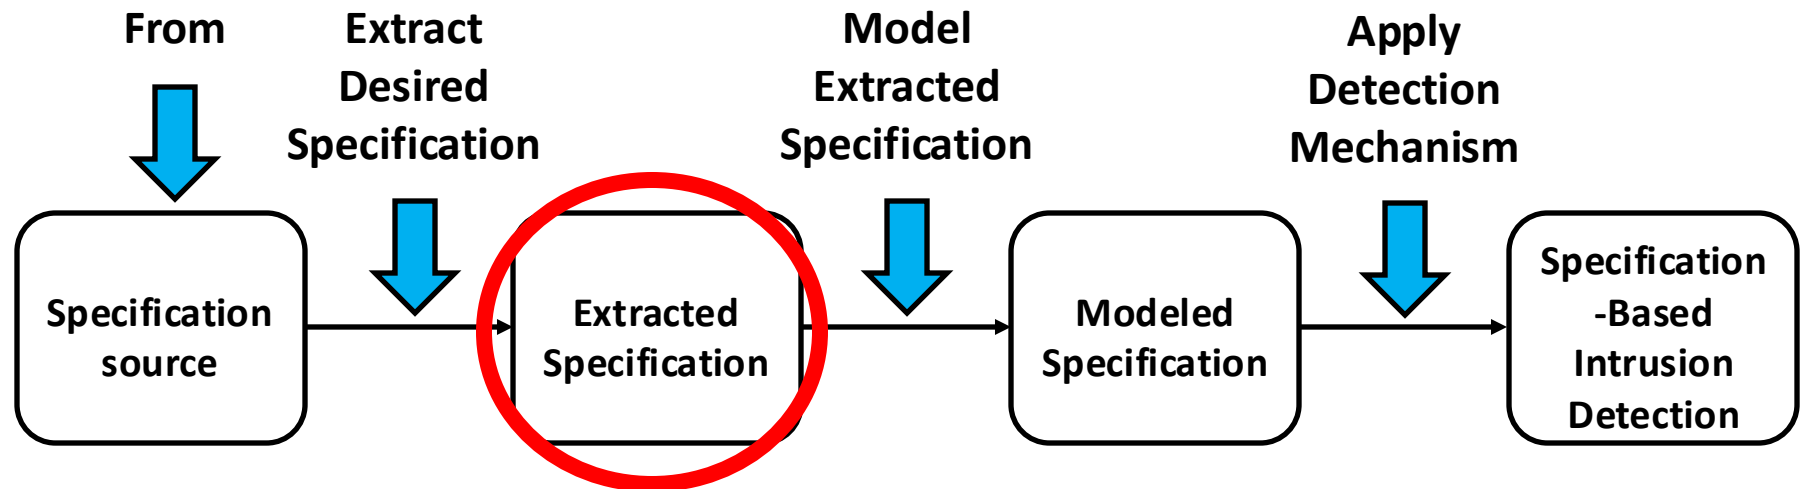 From
Extract
Desired
Specification
Model
Extracted
Specification
Apply
Detection
Mechanism
Specification
source
Extracted
Specification
Modeled
Specification
Specification
-Based
Intrusion
Detection